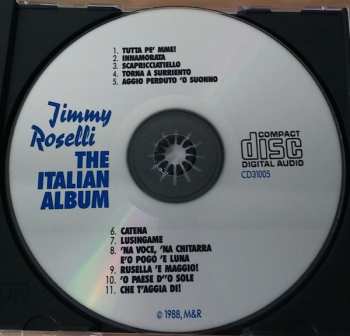 1. TUTTA PE' MME!
2. INNAMORATA
3. SCAPRICCIATIELLO
4. TORNA A SURRIENTO
5. AGGIO PERDUTO 'O SUONNO
Jimmy
Roselli
THE
ITALIAN
ALBUM
COMPACT
disc
DIGITAL AUDIO
CD31005
6. CATENA
7. LUSINGAME
8. 'NA VOCE, 'NA CHITARRA
E'O POGO 'E LUNA
9. RUSELLA 'E MAGGIO!
10. 'O PAESE D''O SOLE
11. CHE T'AGGIA DI!
© 1988, M&R